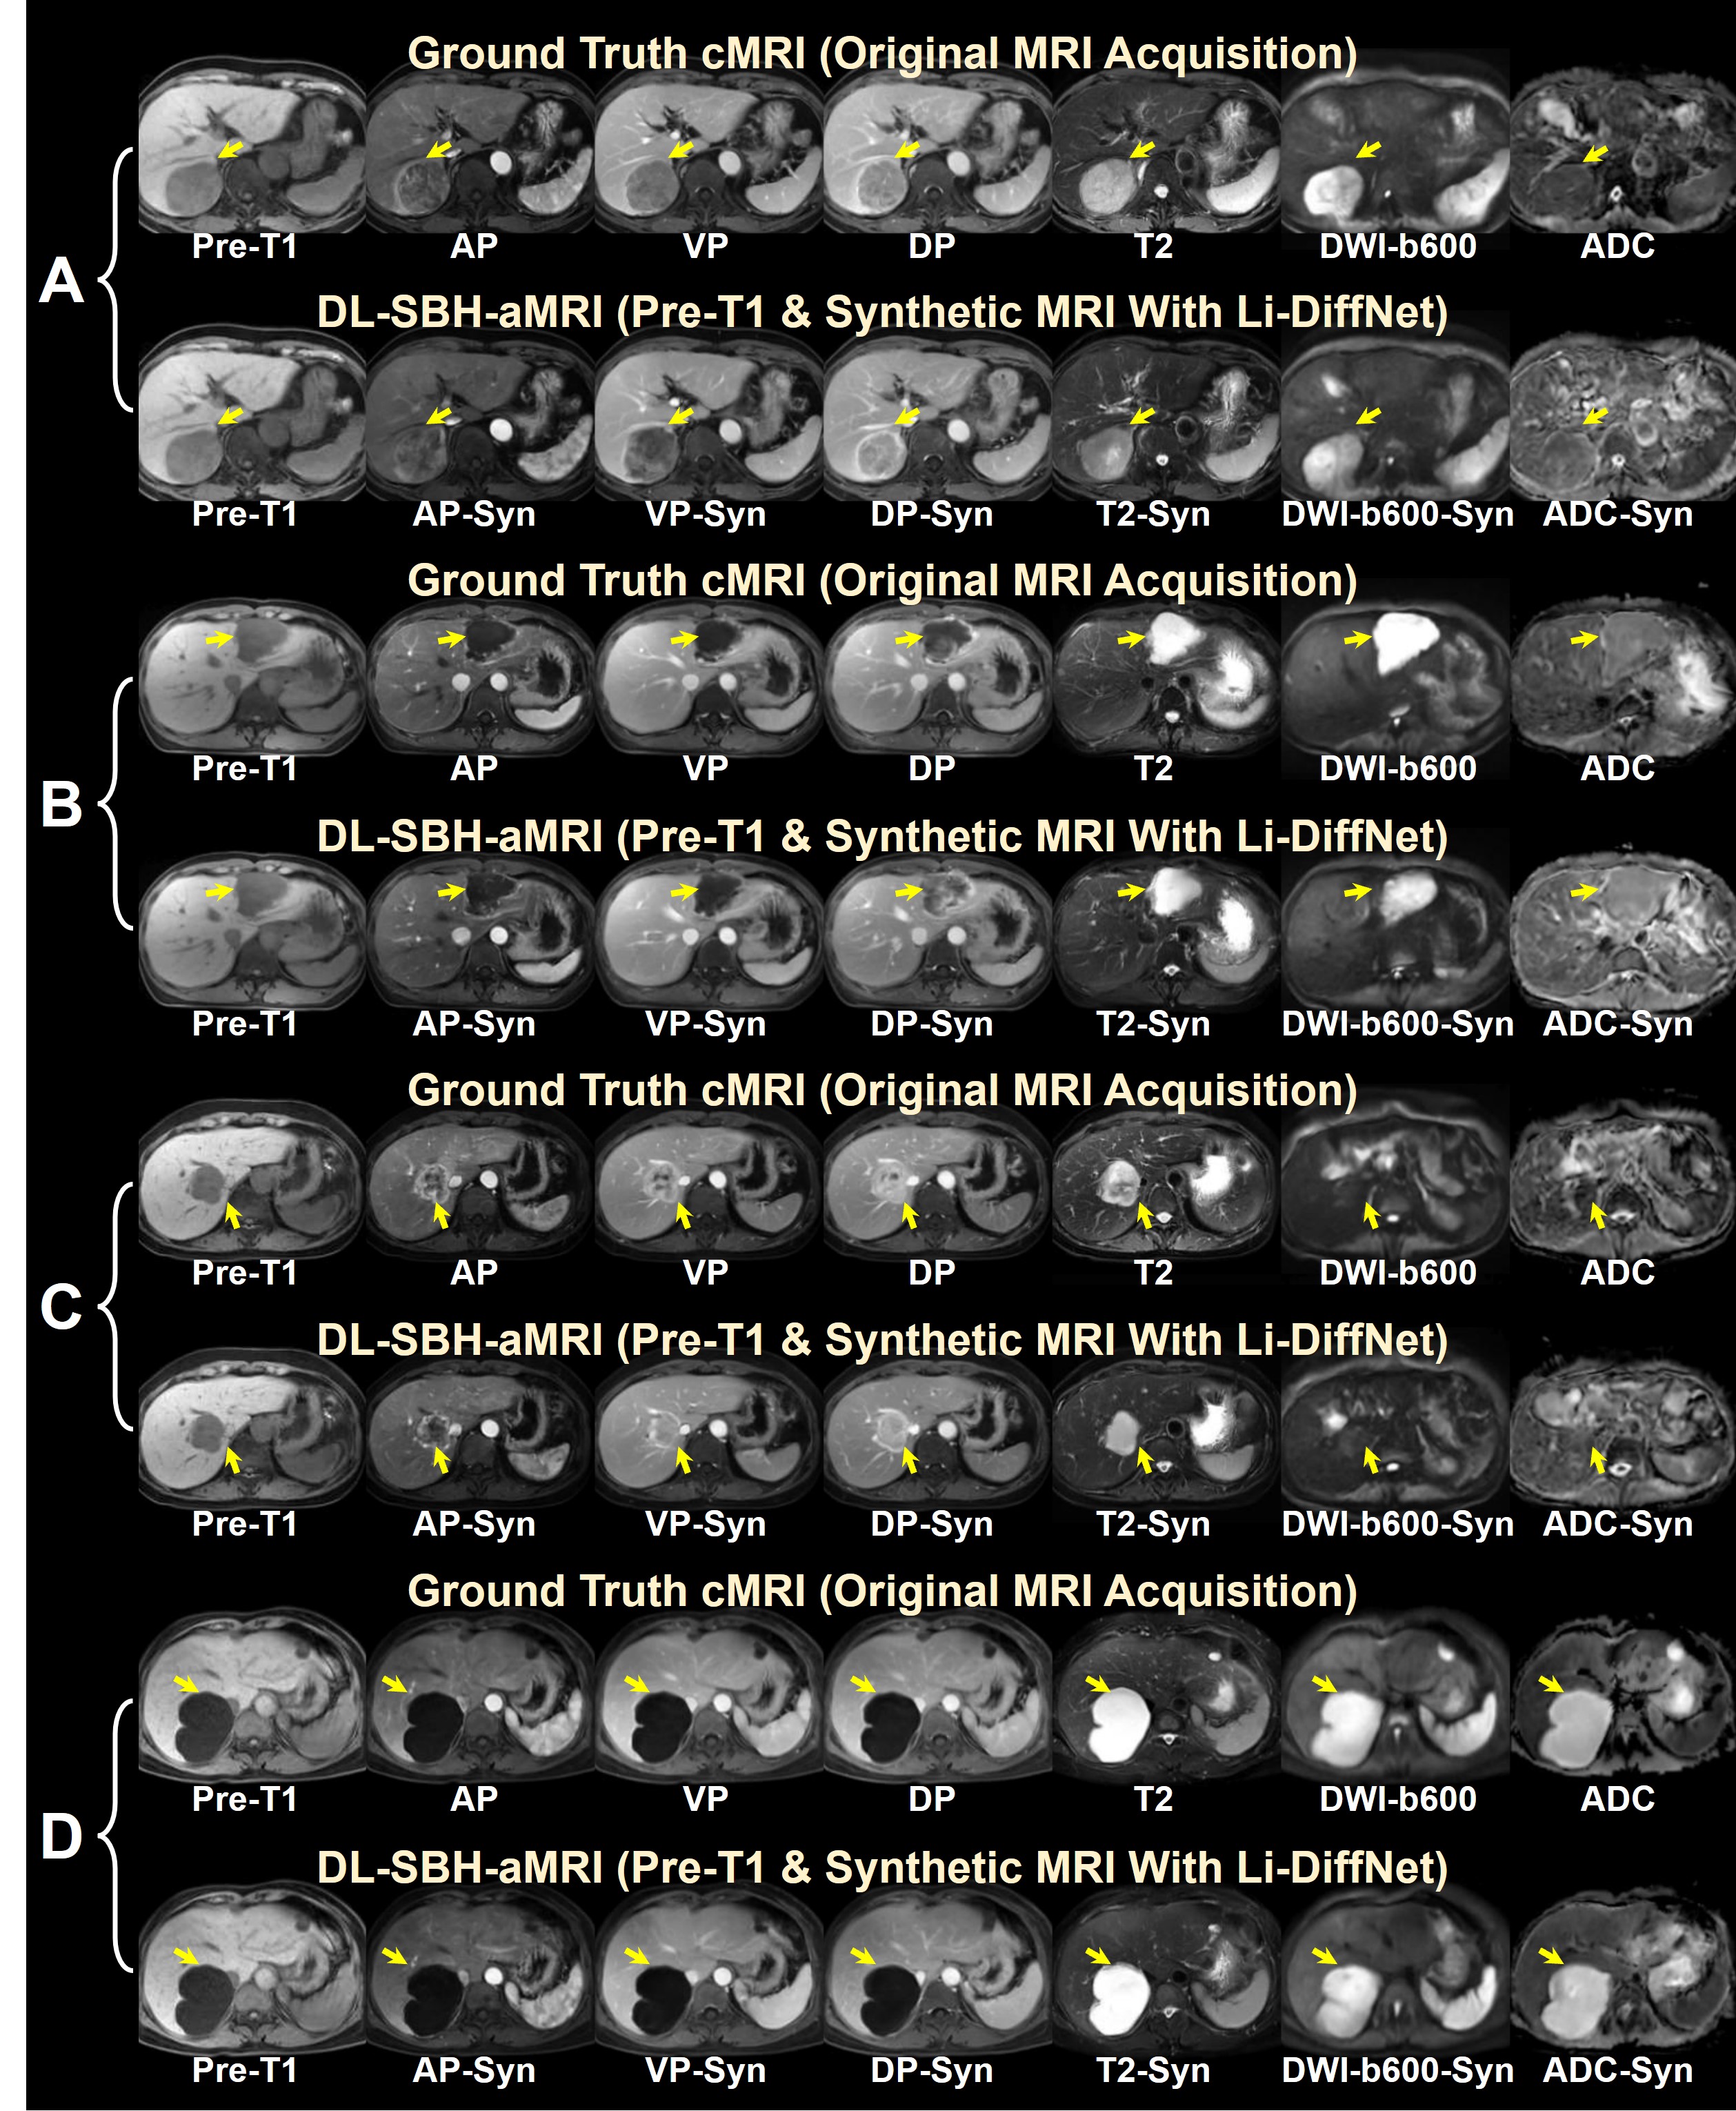 Ground Truth cMRI (Original MRI Acquisition)
Pre-T1 AP VP DP T2 DWI-b600 ADC
A
DL-SBH-aMRI (Pre-T1 & Synthetic MRI With Li-DiffNet)
Pre-T1 AP-Syn VP-Syn DP-Syn T2-Syn DWI-b600-Syn ADC-Syn
Ground Truth cMRI (Original MRI Acquisition)
Pre-T1 AP VP DP T2 DWI-b600 ADC
B
DL-SBH-aMRI (Pre-T1 & Synthetic MRI With Li-DiffNet)
Pre-T1 AP-Syn VP-Syn DP-Syn T2-Syn DWI-b600-Syn ADC-Syn
Ground Truth cMRI (Original MRI Acquisition)
Pre-T1 AP VP DP T2 DWI-b600 ADC
C
DL-SBH-aMRI (Pre-T1 & Synthetic MRI With Li-DiffNet)
Pre-T1 AP-Syn VP-Syn DP-Syn T2-Syn DWI-b600-Syn ADC-Syn
Ground Truth cMRI (Original MRI Acquisition)
Pre-T1 AP VP DP T2 DWI-b600 ADC
D
DL-SBH-aMRI (Pre-T1 & Synthetic MRI With Li-DiffNet)
Pre-T1 AP-Syn VP-Syn DP-Syn T2-Syn DWI-b600-Syn ADC-Syn